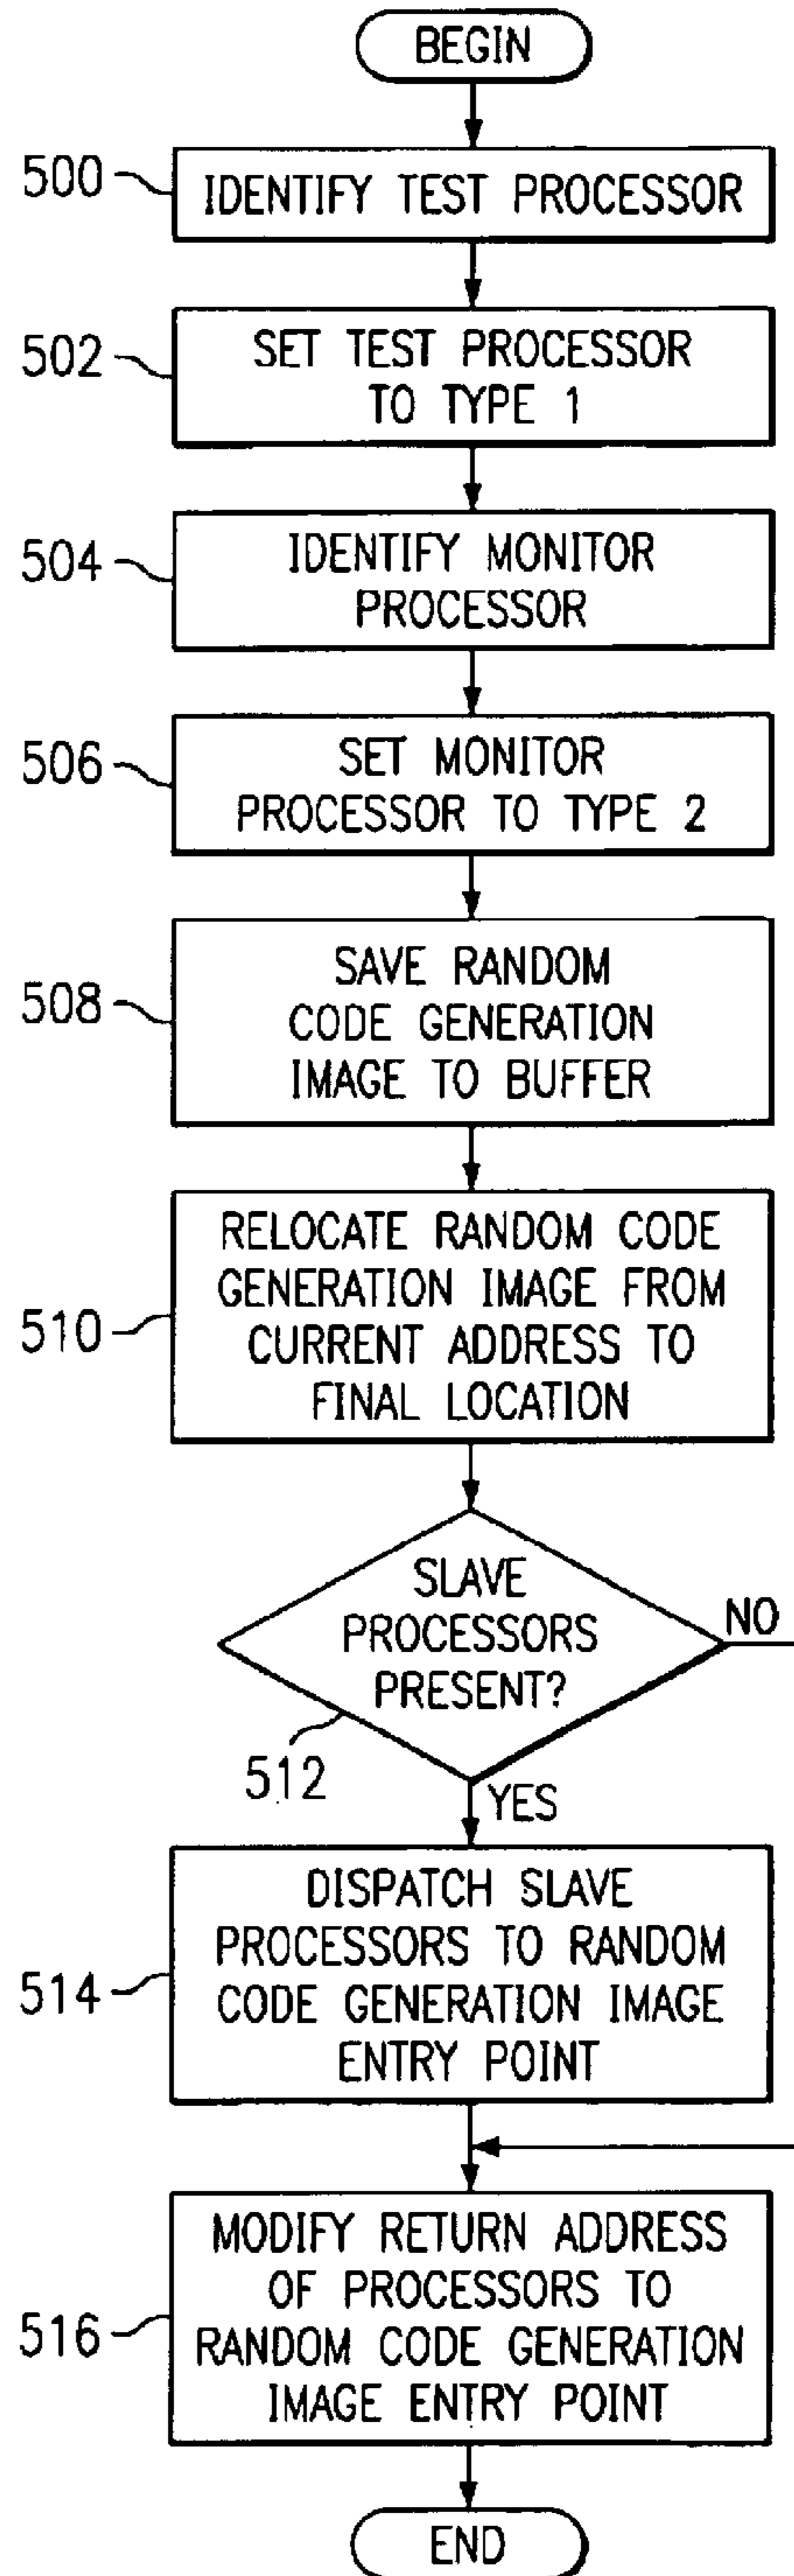 BEGIN
500
IDENTIFY TEST PROCESSOR
502
SET TEST PROCESSOR
TO TYPE 1
504
IDENTIFY MONITOR
PROCESSOR
506
SET MONITOR
PROCESSOR TO TYPE 2
508
SAVE RANDOM
CODE GENERATION
IMAGE TO BUFFER
510
RELOCATE RANDOM CODE
GENERATION IMAGE FROM
CURRENT ADDRESS TO
FINAL LOCATION
SLAVE
PROCESSORS
PRESENT?
NO
512
YES
514
DISPATCH SLAVE
PROCESSORS TO RANDOM
CODE GENERATION IMAGE
ENTRY POINT
516
MODIFY RETURN ADDRESS
OF PROCESSORS TO
RANDOM CODE GENERATION
IMAGE ENTRY POINT
END